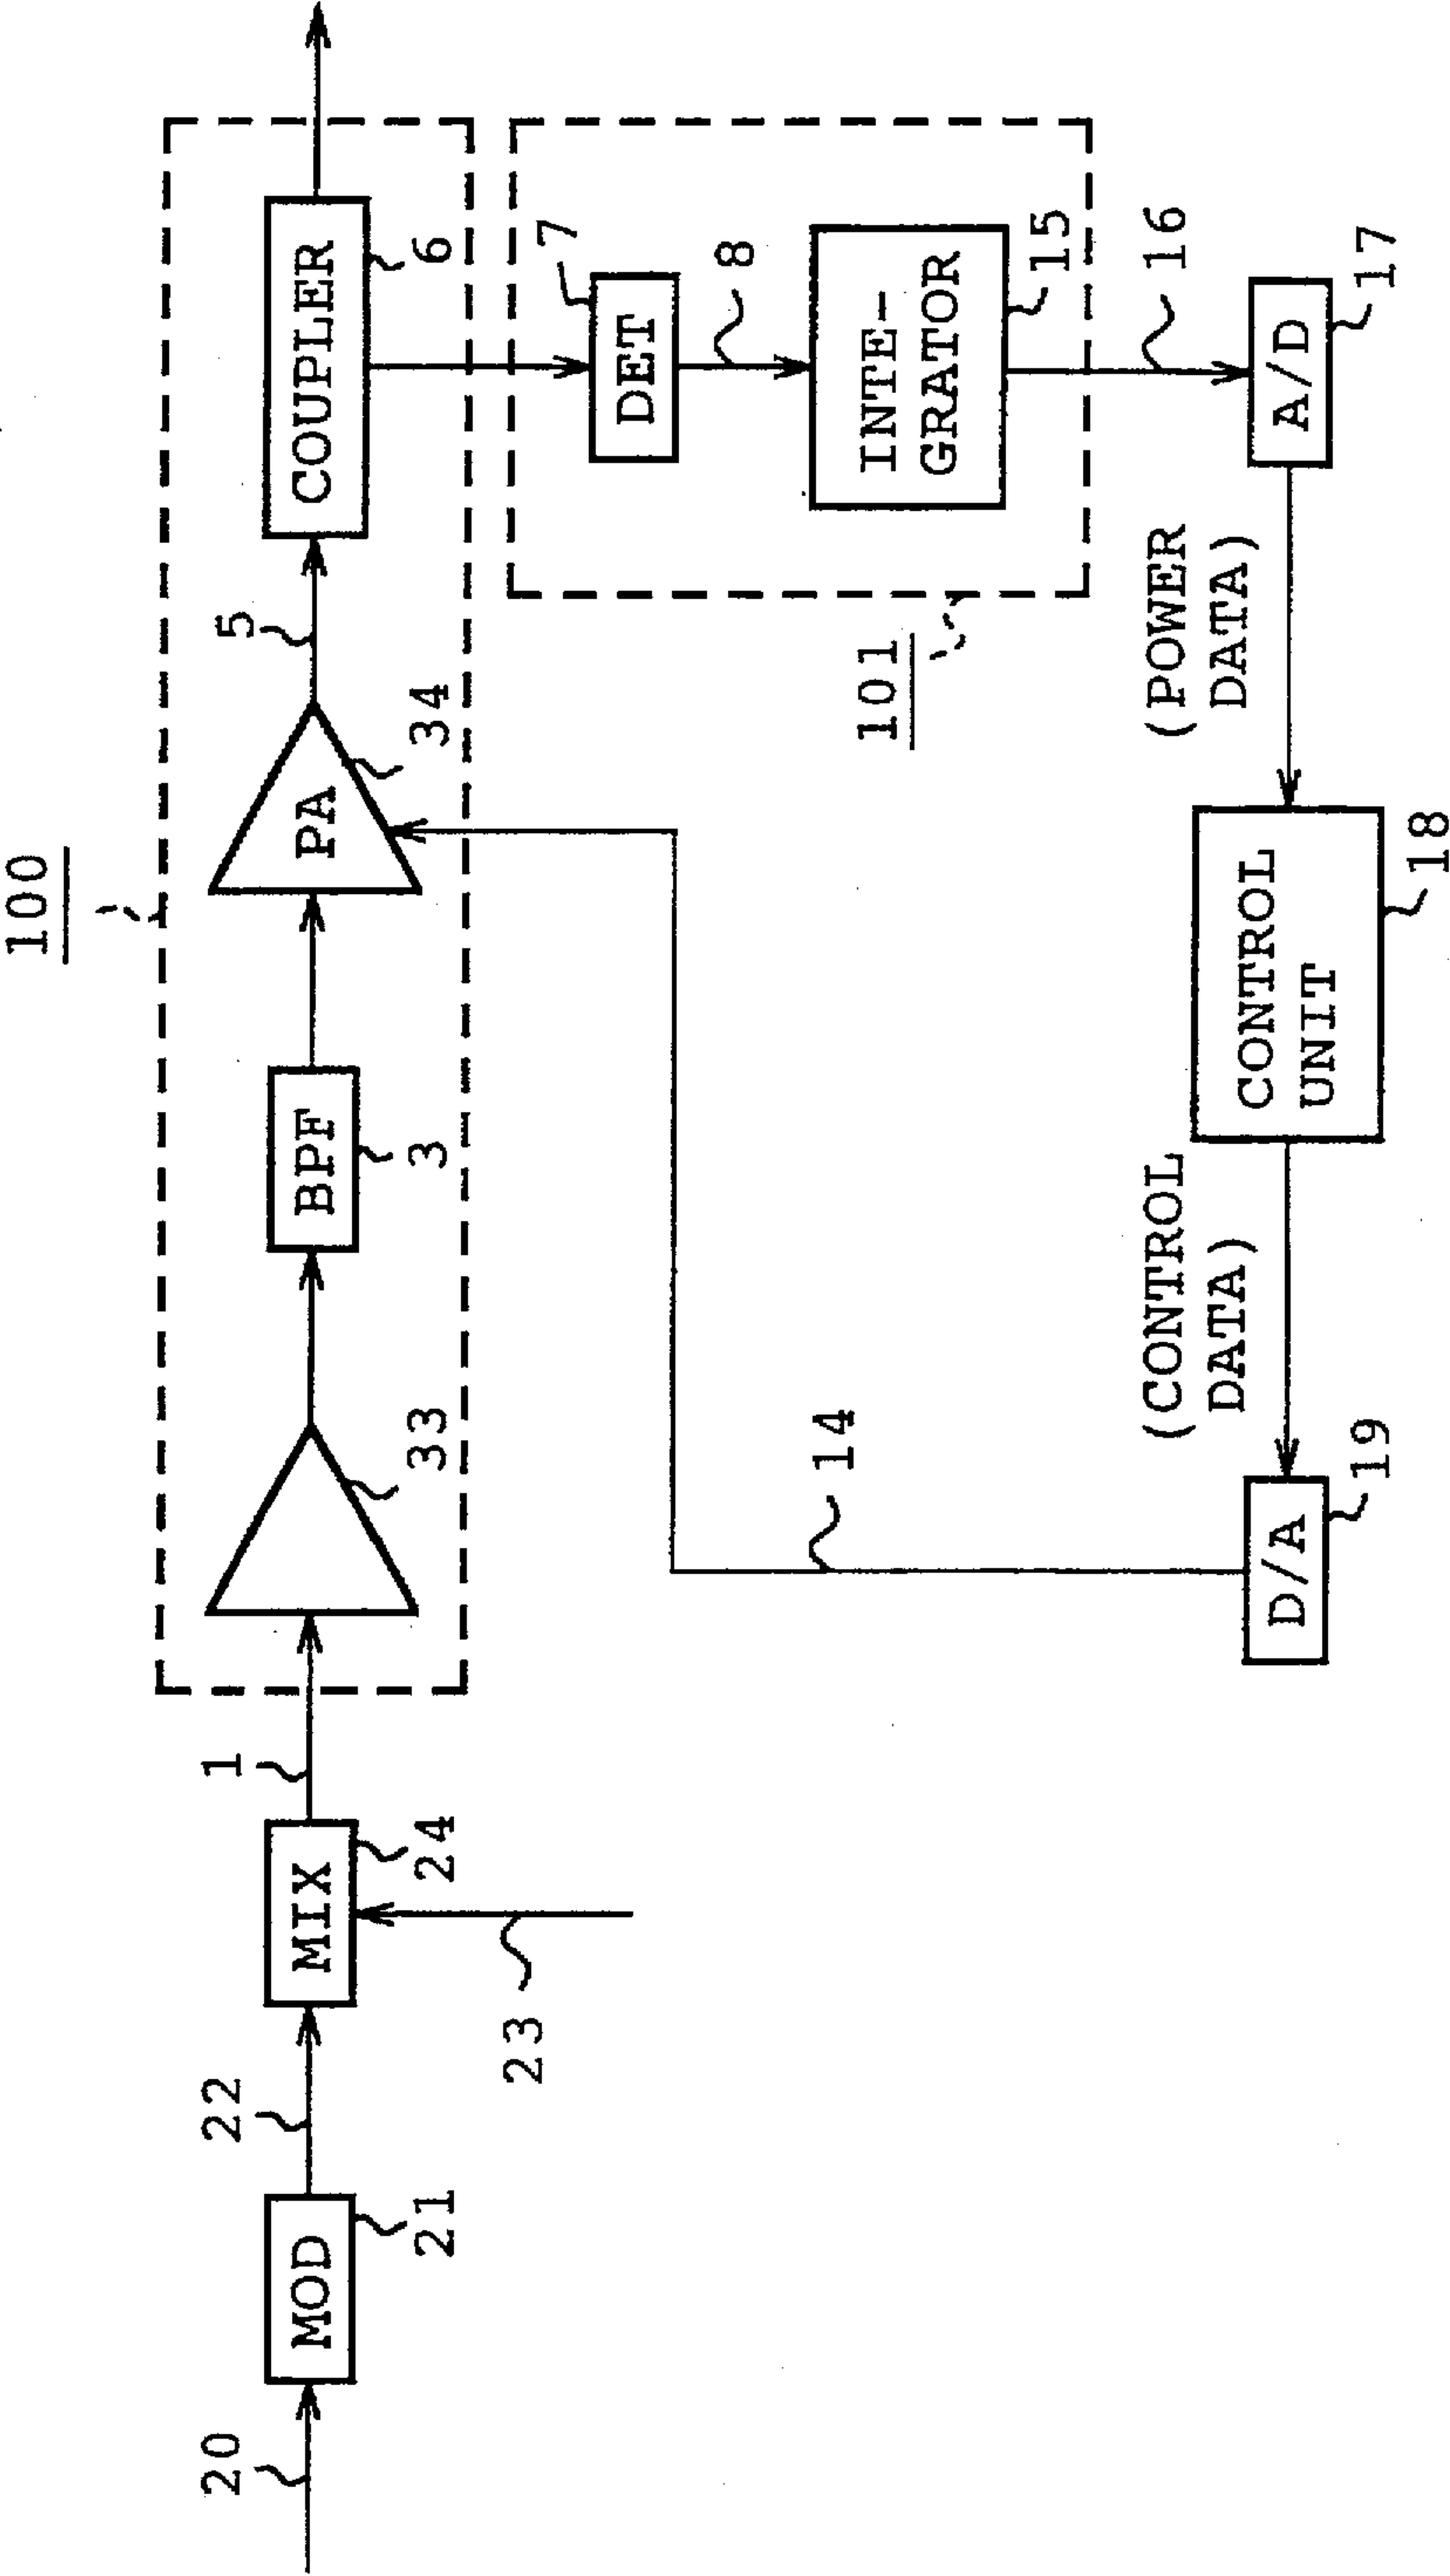 100
20
MOD
21
22
MIX
24
23
1
33
BPF
3
PA
34
5
COUPLER
6
DET
7
8
INTE-
GRATOR
15
101
16
A/D
17
(POWER
DATA)
CONTROL
UNIT
18
(CONTROL
DATA)
D/A
19
14